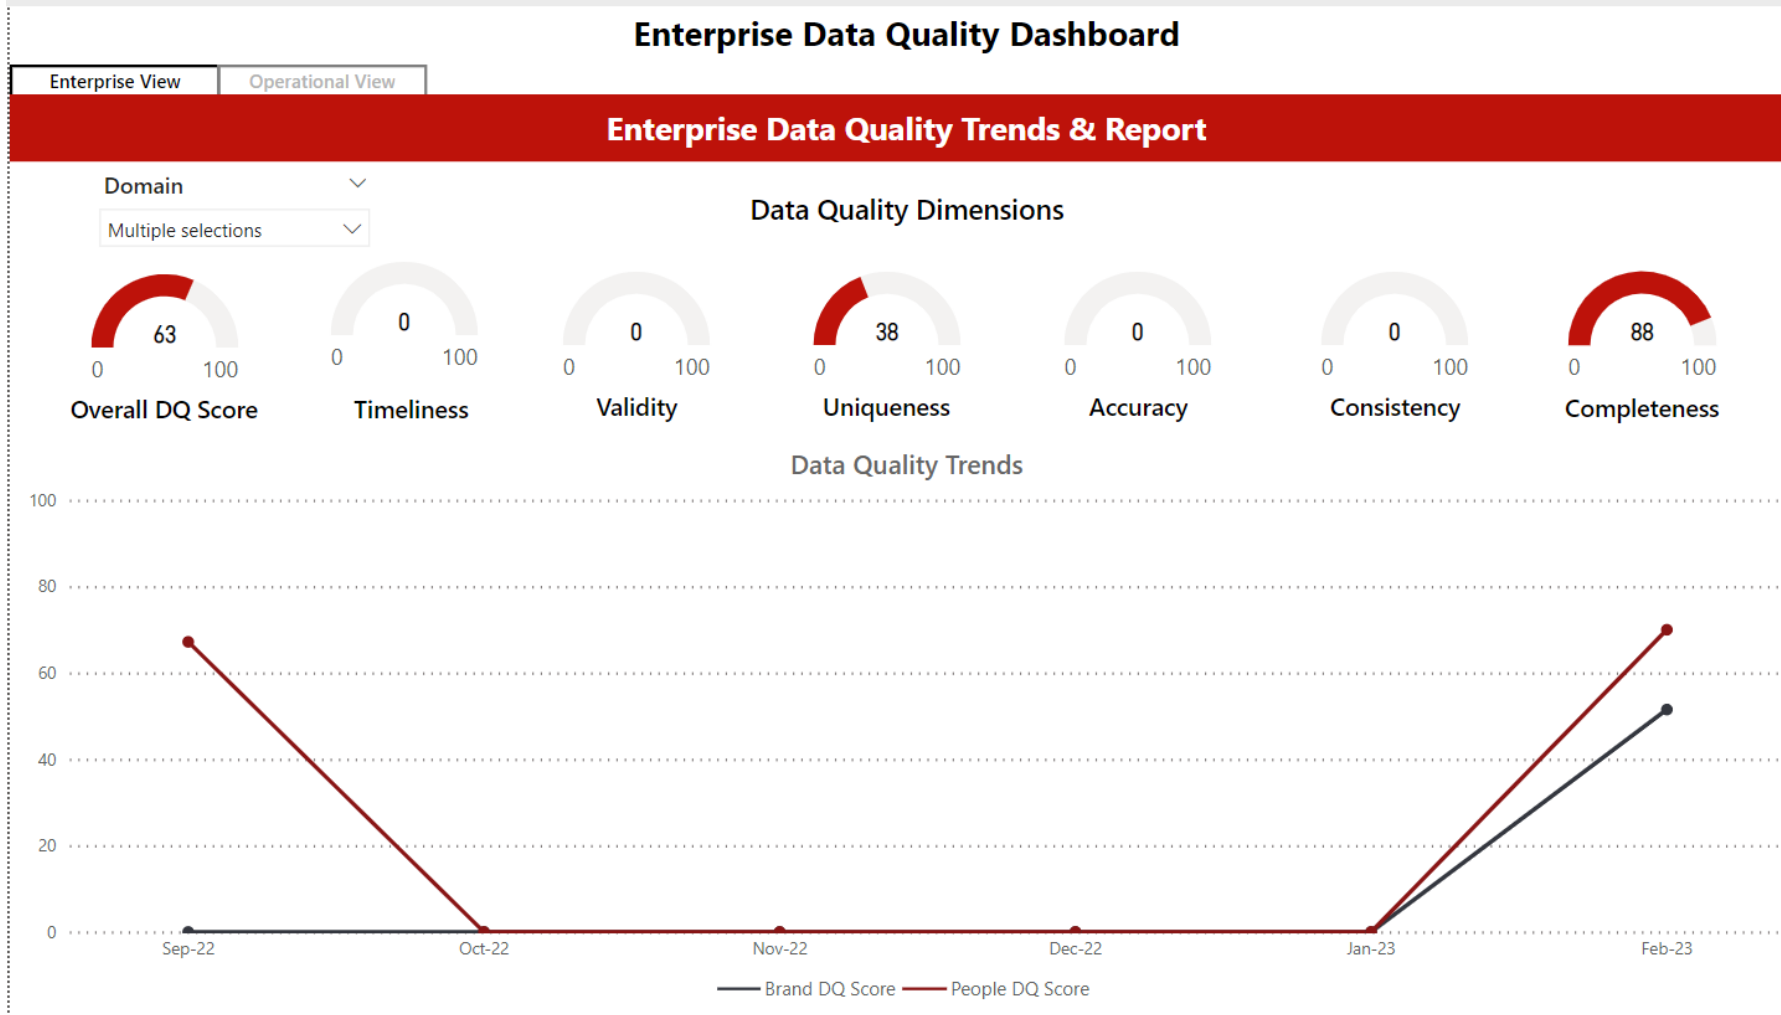 Enterprise Data Quality Dashboard
Enterprise View Operational View
Enterprise Data Quality Trends & Report
Domain
Multiple selections
Data Quality Dimensions
63 0 0 38 0 0 88
0 100 0 100 0 100 0 100 0 100 0 100 0 100
Overall DQ Score Timeliness Validity Uniqueness Accuracy Consistency Completeness
Data Quality Trends
100
80
60
40
20
0
Sep-22 Oct-22 Nov-22 Dec-22 Jan-23 Feb-23
Brand DQ Score People DQ Score